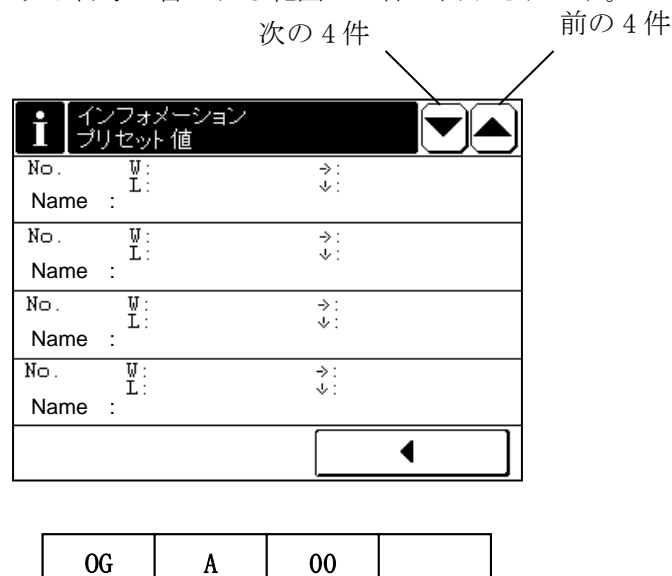 次の4件
前の4件
i インフォメーション
プリセット値
No. W: →:
L: ↓:
Name :
No. W: →:
L: ↓:
Name :
No. W: →:
L: ↓:
Name :
No. W: →:
L: ↓:
Name :
OG A 00